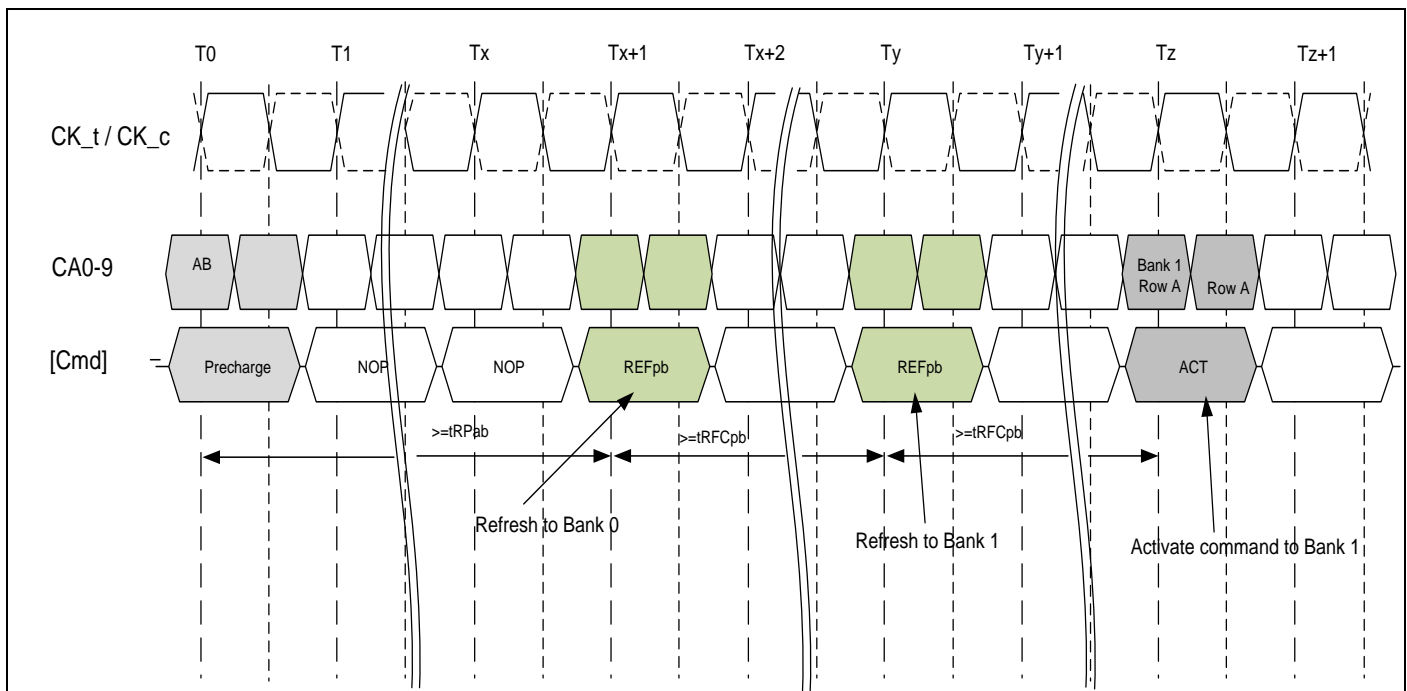 T0 T1 Tx Tx+1 Tx+2 Ty Ty+1 Tz Tz+1
CK_t / CK_c
CA0-9
AB
Bank 1
Row A
Row A
[Cmd]
Precharge NOP NOP REFpb REFpb ACT
>=tRPab >=tRFCpb >=tRFCpb
Refresh to Bank 0
Refresh to Bank 1
Activate command to Bank 1